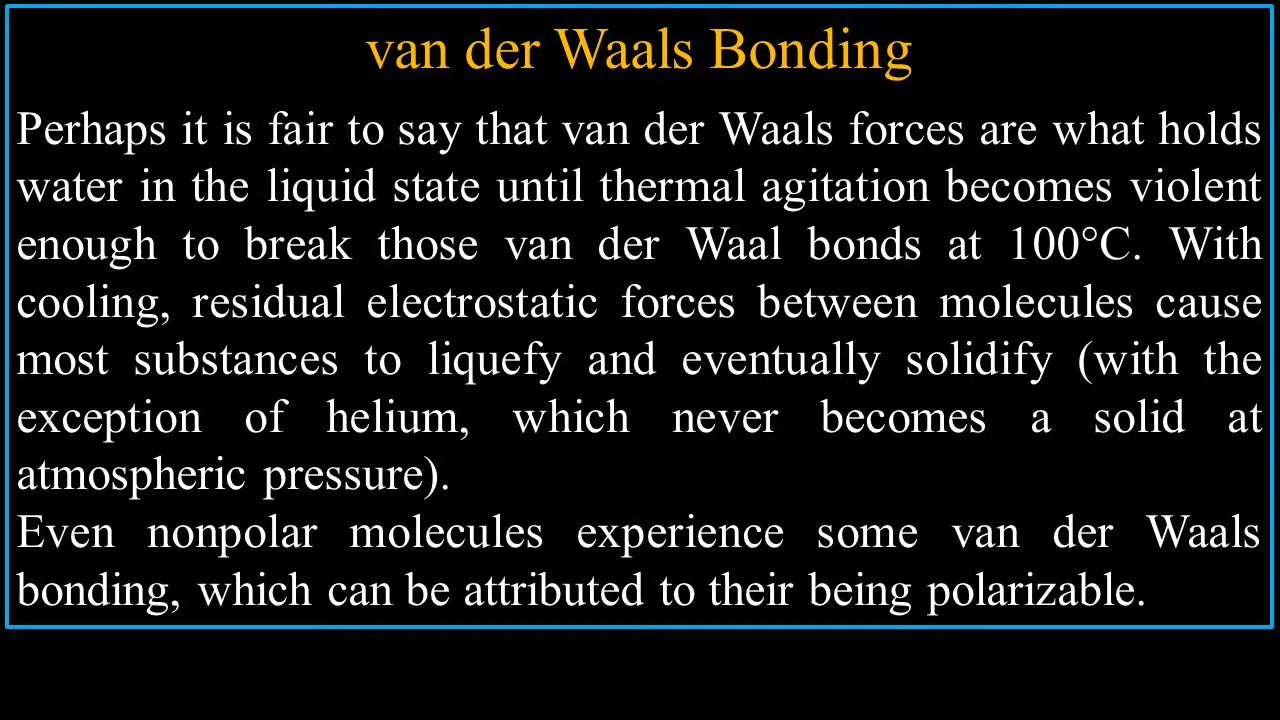 van der Waals Bonding
Perhaps it is fair to say that van der Waals forces are what holds
water in the liquid state until thermal agitation becomes violent
enough to break those van der Waal bonds at 100°C. With
cooling, residual electrostatic forces between molecules cause
most substances to liquefy and eventually solidify (with the
exception of helium, which never becomes a solid at
atmospheric pressure).
Even nonpolar molecules experience some van der Waals
bonding, which can be attributed to their being polarizable.